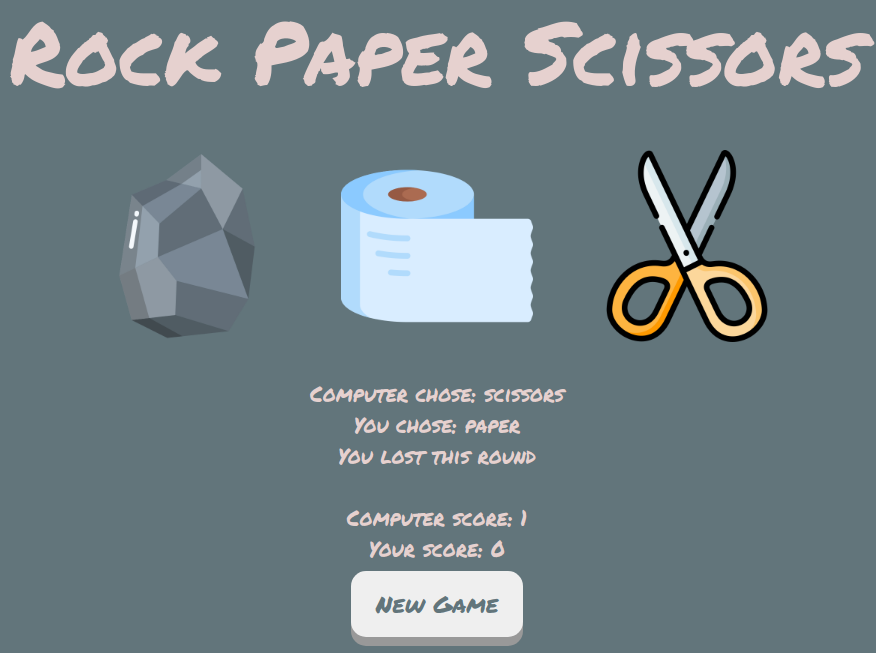 Rock Paper Scissors
Computer chose: scissors
You chose: paper
You lost this round
Computer score: 1
Your score: 0
New Game